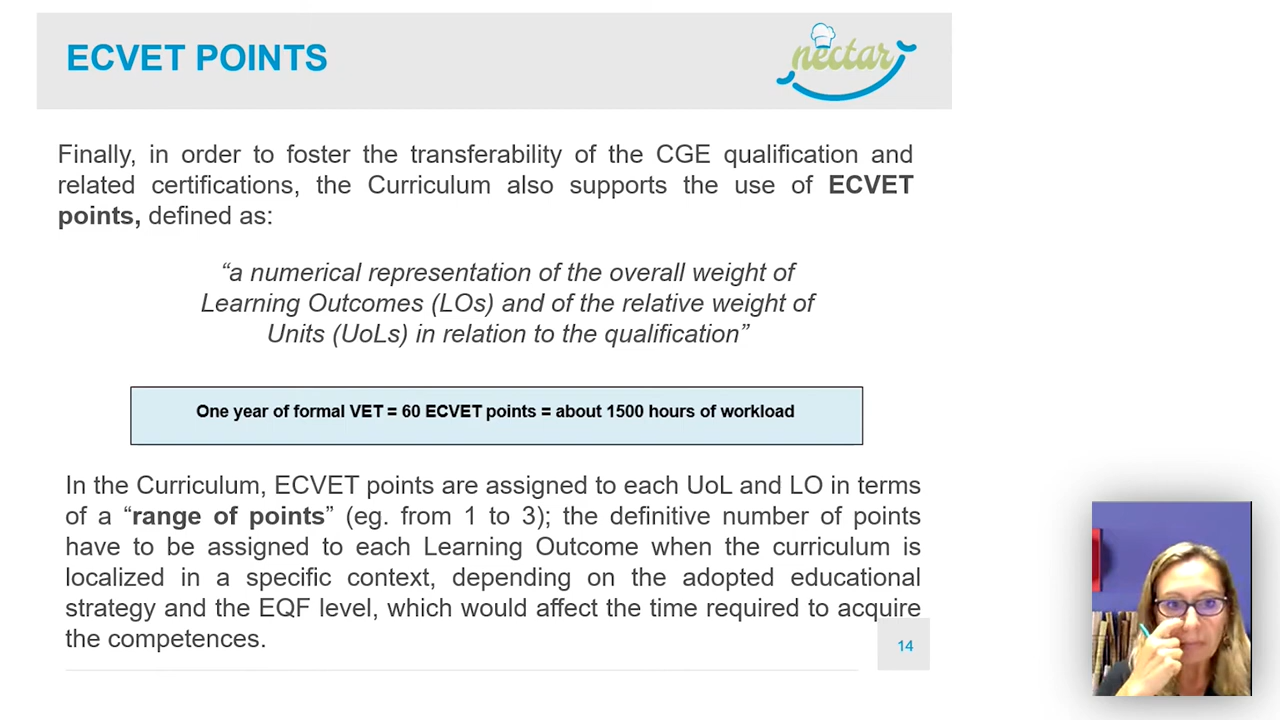 ECVET POINTS
nectar
Finally, in order to foster the transferability of the CGE qualification and
related certifications, the Curriculum also supports the use of ECVET
points, defined as:
“a numerical representation of the overall weight of
Learning Outcomes (LOs) and of the relative weight of
Units (UoLs) in relation to the qualification”
One year of formal VET = 60 ECVET points = about 1500 hours of workload
In the Curriculum, ECVET points are assigned to each UoL and LO in terms
of a “range of points” (eg. from 1 to 3); the definitive number of points
have to be assigned to each Learning Outcome when the curriculum is
localized in a specific context, depending on the adopted educational
strategy and the EQF level, which would affect the time required to acquire
the competences.
14